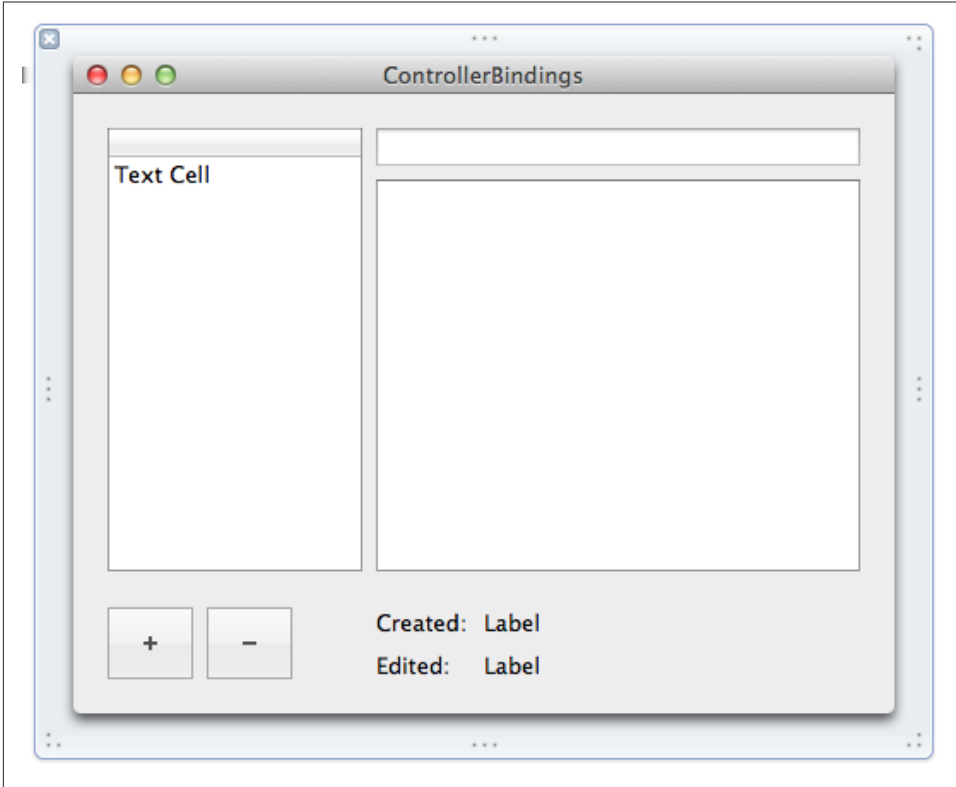 ControllerBindings
Text Cell
+
-
Created: Label
Edited: Label